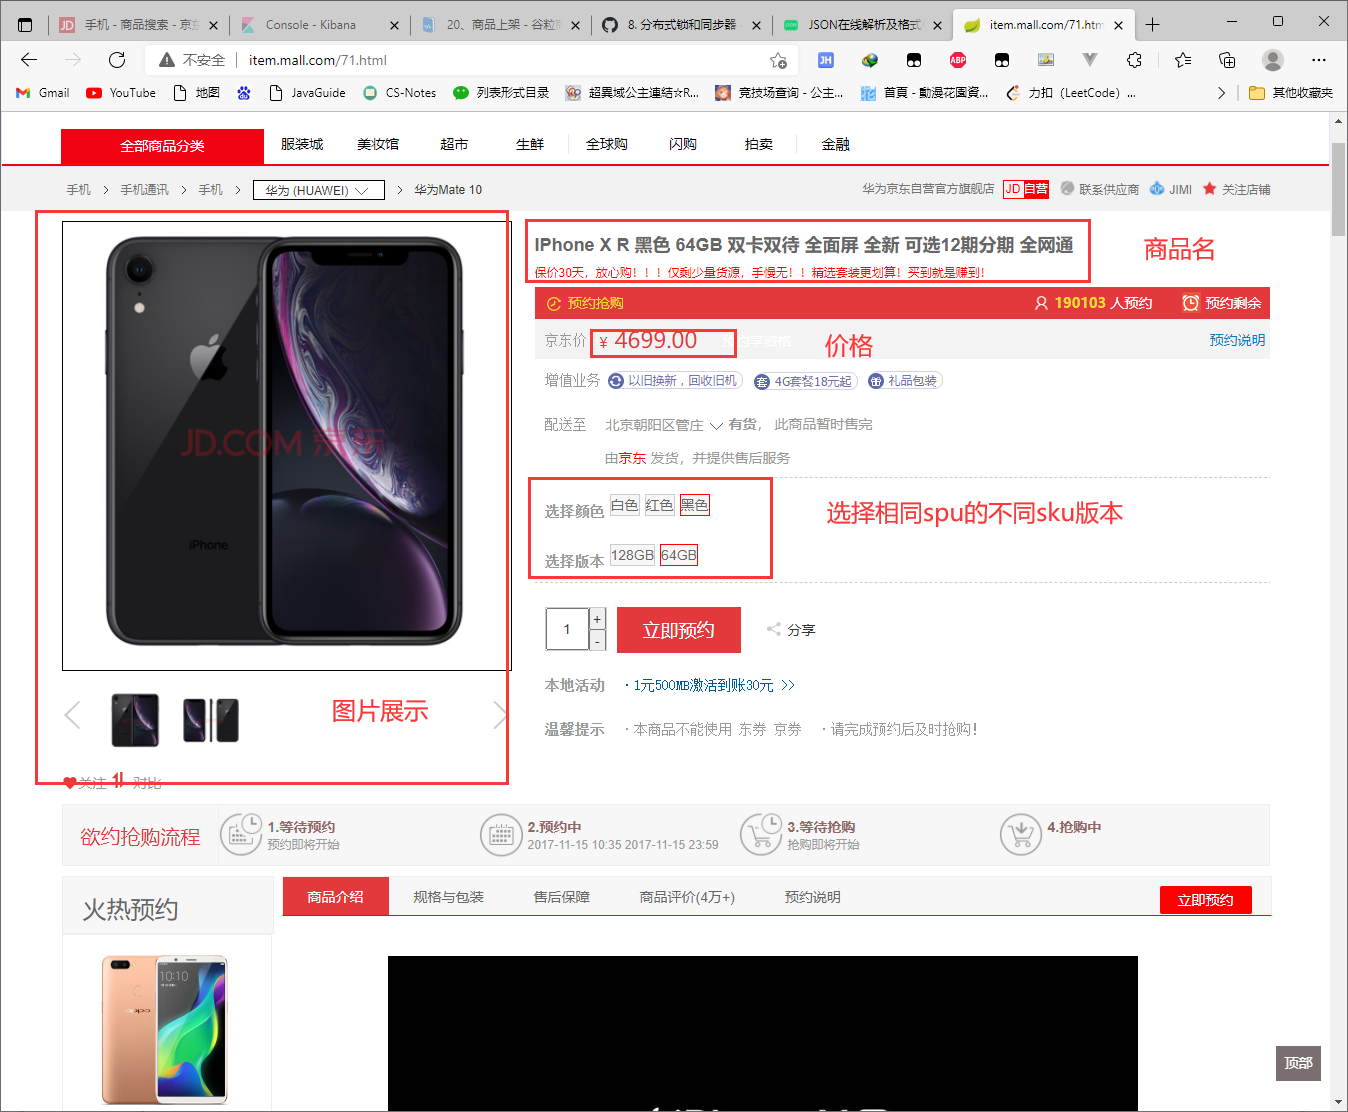 手机 - 商品搜索 - 京东
Console - Kibana
20、商品上架 - 谷粒商
8. 分布式锁和同步器
JSON在线解析及格式化
item.mall.com/71.html
不安全
item.mall.com/71.html
Gmail
YouTube
地图
JavaGuide
CS-Notes
列表形式目录
超異域公主連結☆R...
竞技场查询 - 公主...
首頁 - 動漫花園資...
力扣（LeetCode）...
其他收藏夹
全部商品分类
服装城
美妆馆
超市
生鲜
全球购
闪购
拍卖
金融
手机 > 手机通讯 > 手机 > 华为 (HUAWEI) > 华为Mate 10
华为京东自营官方旗舰店
JD 自营
联系供应商
JIMI
关注店铺
IPhone X R 黑色 64GB 双卡双待 全面屏 全新 可选12期分期 全网通
商品名
保价30天，放心购！！！仅剩少量货源，手慢无！！精选套装更划算！买到就是赚到！
预约抢购
190103 人预约
预约剩余
京东价
¥ 4699.00
预约享资格
价格
预约说明
增值业务
以旧换新，回收旧机
套 4G套餐18元起
礼品包装
配送至
北京朝阳区管庄
有货， 此商品暂时售完
由京东 发货，并提供售后服务
选择颜色
白色
红色
黑色
选择相同spu的不同sku版本
选择版本
128GB
64GB
1
+
-
立即预约
分享
本地活动
· 1元500MB激活到账30元 >>
温馨提示
· 本商品不能使用 东券 京券
· 请完成预约后及时抢购！
JD.COM 京东
iPhone
图片展示
关注
对比
欲约抢购流程
1.等待预约
预约即将开始
2.预约中
2017-11-15 10:35 2017-11-15 23:59
3.等待抢购
抢购即将开始
4.抢购中
火热预约
商品介绍
规格与包装
售后保障
商品评价(4万+)
预约说明
立即预约
10:10
oppo
顶部